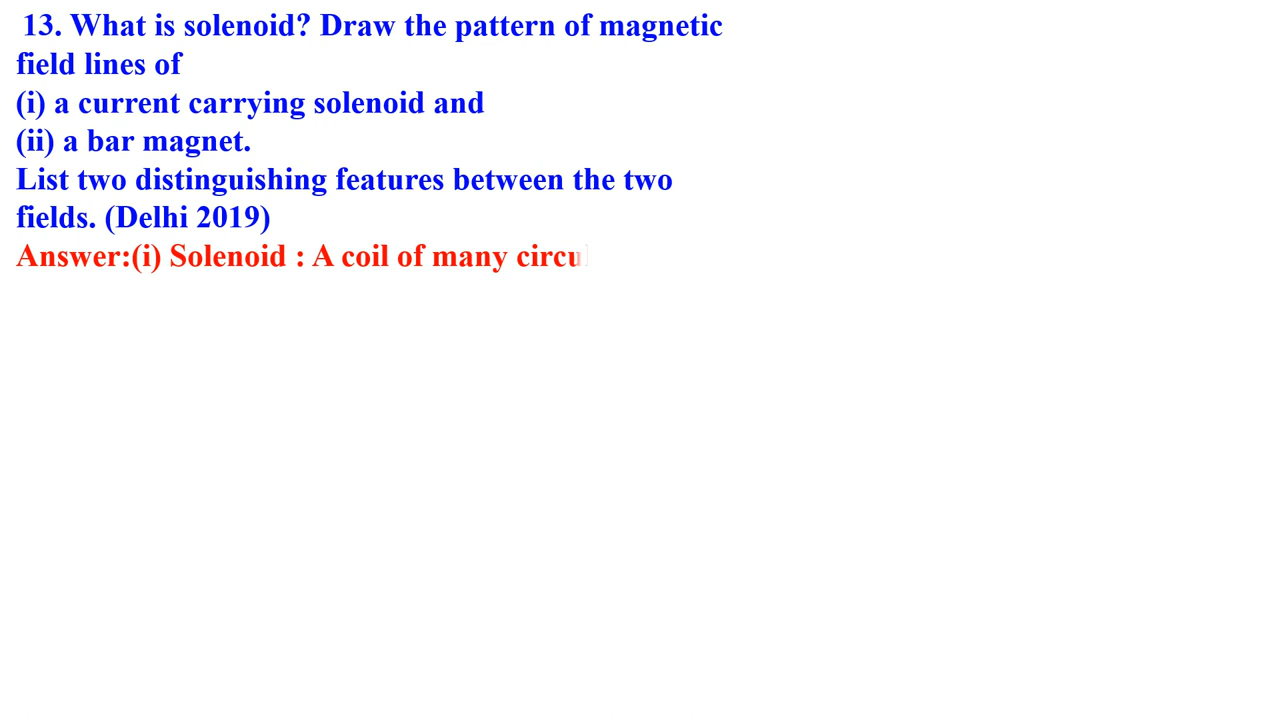 13. What is solenoid? Draw the pattern of magnetic
field lines of
(i) a current carrying solenoid and
(ii) a bar magnet.
List two distinguishing features between the two
fields. (Delhi 2019)
Answer:(i) Solenoid : A coil of many circu